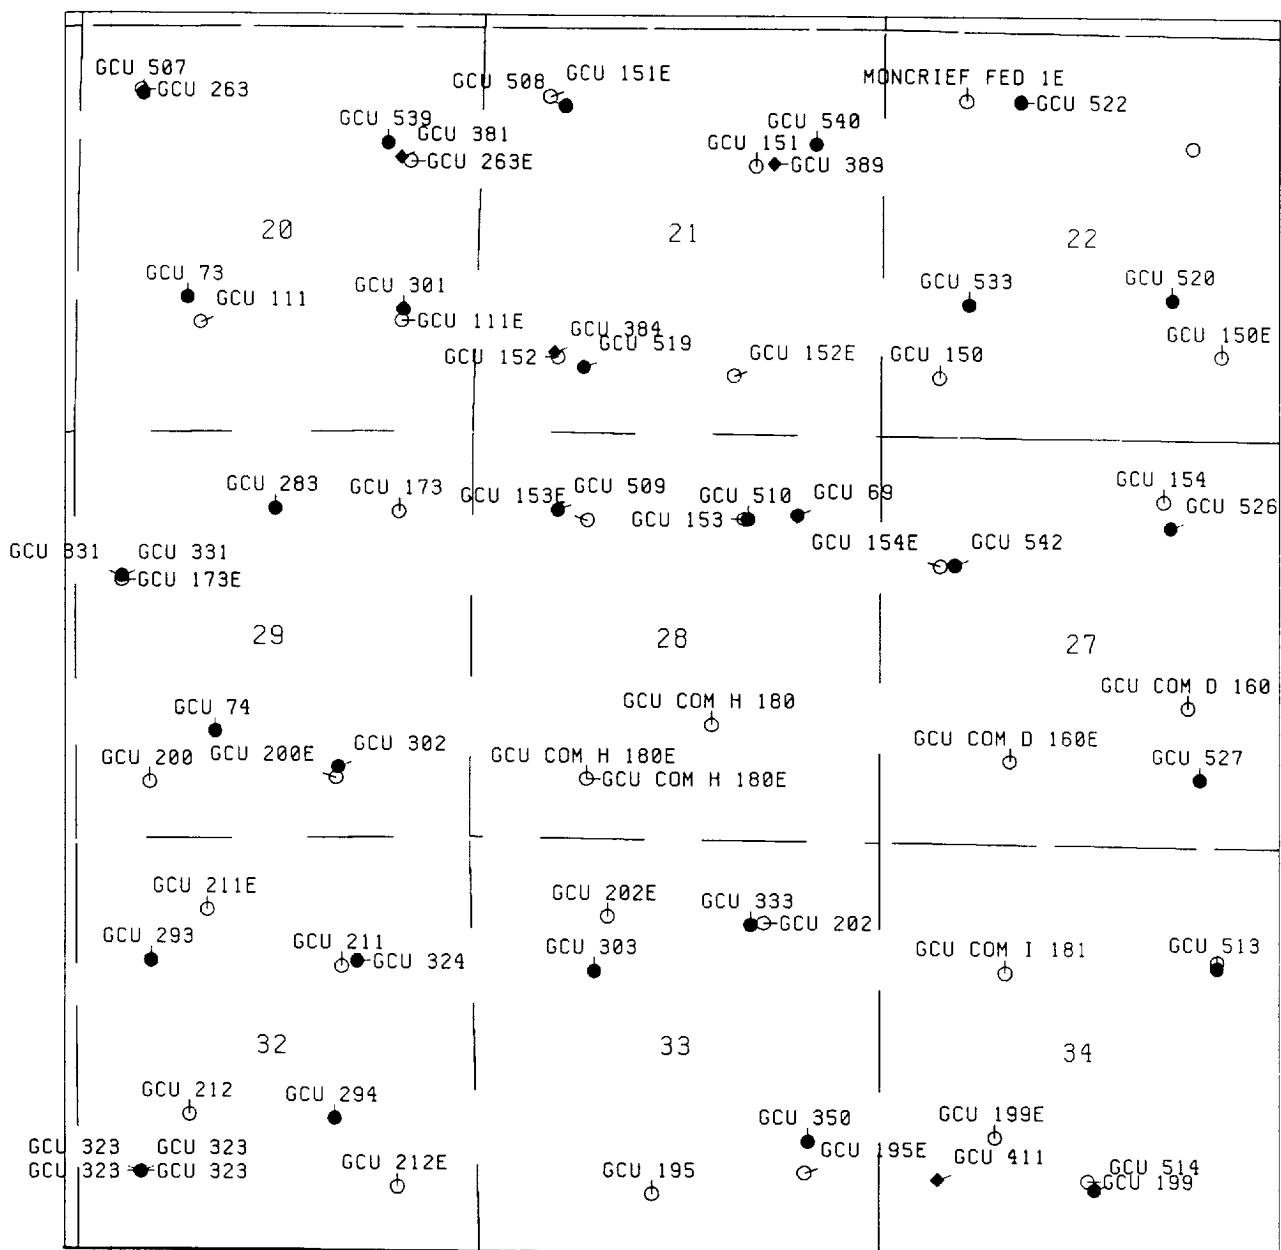 GCU 507
GCU 263
GCU 508
GCU 151E
MONCRIEF FED 1E
GCU 522
GCU 539
GCU 381
GCU 263E
GCU 540
GCU 151
GCU 389
20
21
22
GCU 73
GCU 111
GCU 301
GCU 111E
GCU 384
GCU 152
GCU 519
GCU 152E
GCU 533
GCU 520
GCU 150
GCU 150E
GCU 283
GCU 173
GCU 153E
GCU 509
GCU 510
GCU 153
GCU 69
GCU 154
GCU 526
GCU 154E
GCU 542
GCU 331
GCU 331
GCU 173E
29
28
27
GCU 74
GCU 200
GCU 200E
GCU 302
GCU COM H 180
GCU COM H 180E
GCU COM H 180E
GCU COM D 160
GCU COM D 160E
GCU 527
GCU 211E
GCU 293
GCU 211
GCU 324
GCU 202E
GCU 333
GCU 202
GCU 303
GCU COM I 181
GCU 513
32
33
34
GCU 212
GCU 294
GCU 323
GCU 323
GCU 323
GCU 323
GCU 212E
GCU 350
GCU 195E
GCU 195
GCU 199E
GCU 411
GCU 514
GCU 199